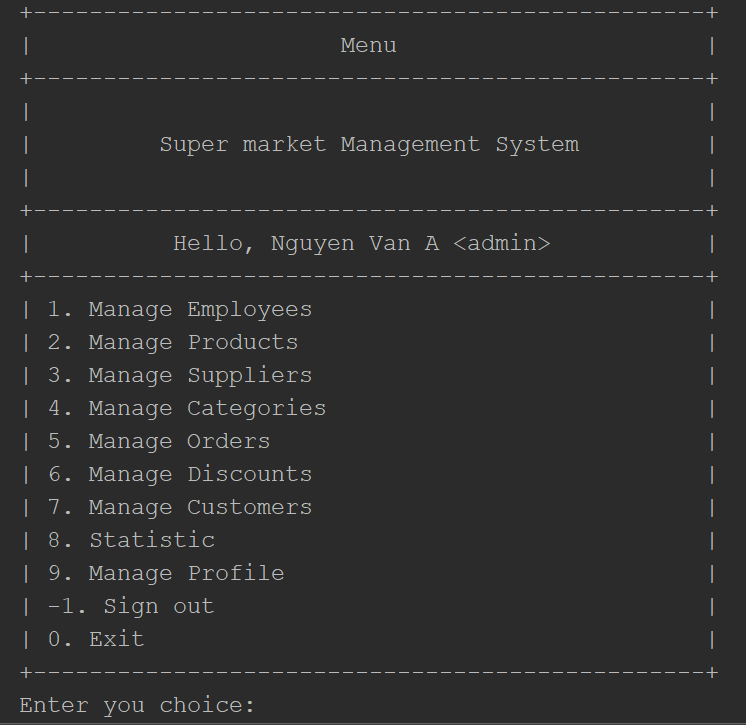 +------------------------------------------------+
|                      Menu                      |
+------------------------------------------------+
|                                                |
|         Super market Management System         |
|                                                |
+------------------------------------------------+
|          Hello, Nguyen Van A <admin>           |
+------------------------------------------------+
| 1. Manage Employees                            |
| 2. Manage Products                             |
| 3. Manage Suppliers                            |
| 4. Manage Categories                           |
| 5. Manage Orders                               |
| 6. Manage Discounts                            |
| 7. Manage Customers                            |
| 8. Statistic                                   |
| 9. Manage Profile                              |
| -1. Sign out                                   |
| 0. Exit                                        |
+------------------------------------------------+
Enter you choice: